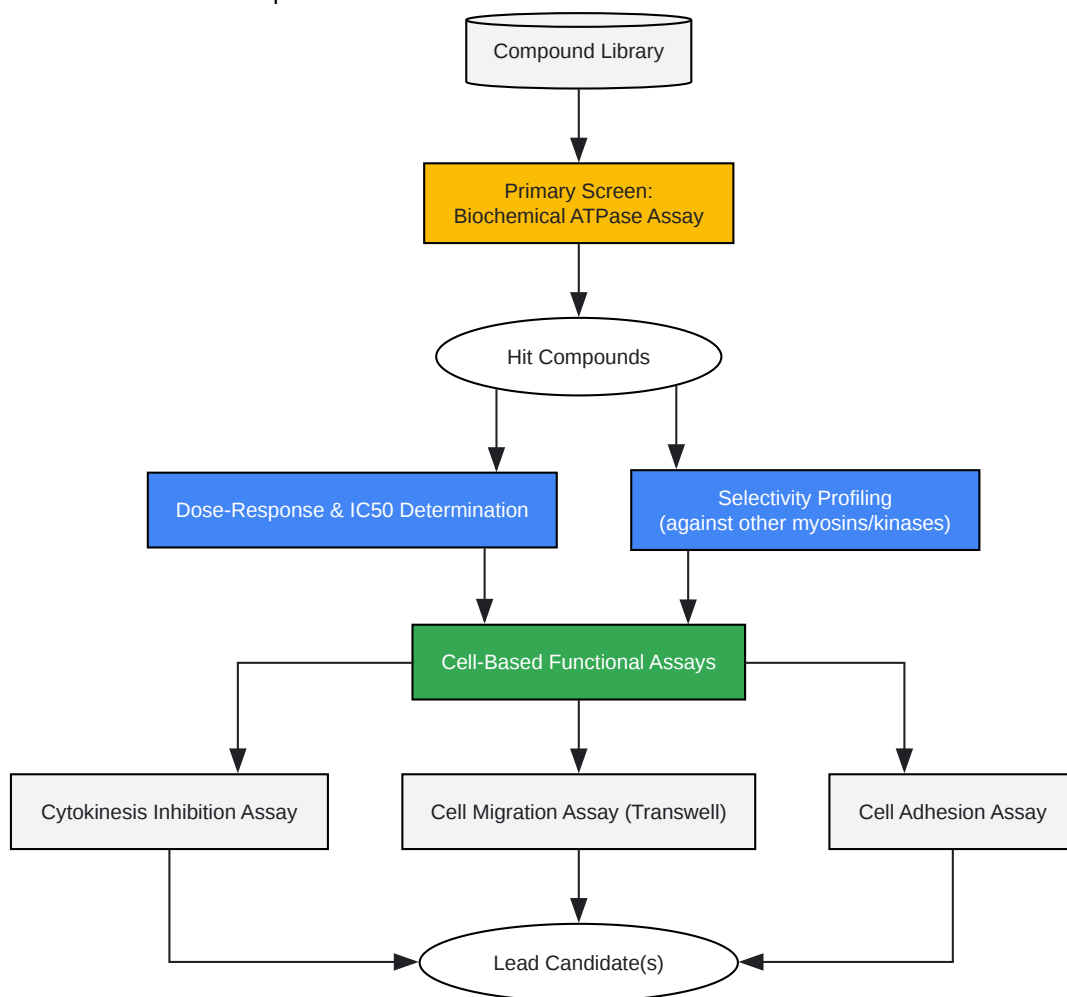 Compound Library
Primary Screen:
Biochemical ATPase Assay
Hit Compounds
Dose-Response & IC50 Determination
Selectivity Profiling
(against other myosins/kinases)
Cell-Based Functional Assays
Cytokinesis Inhibition Assay
Cell Migration Assay (Transwell)
Cell Adhesion Assay
Lead Candidate(s)